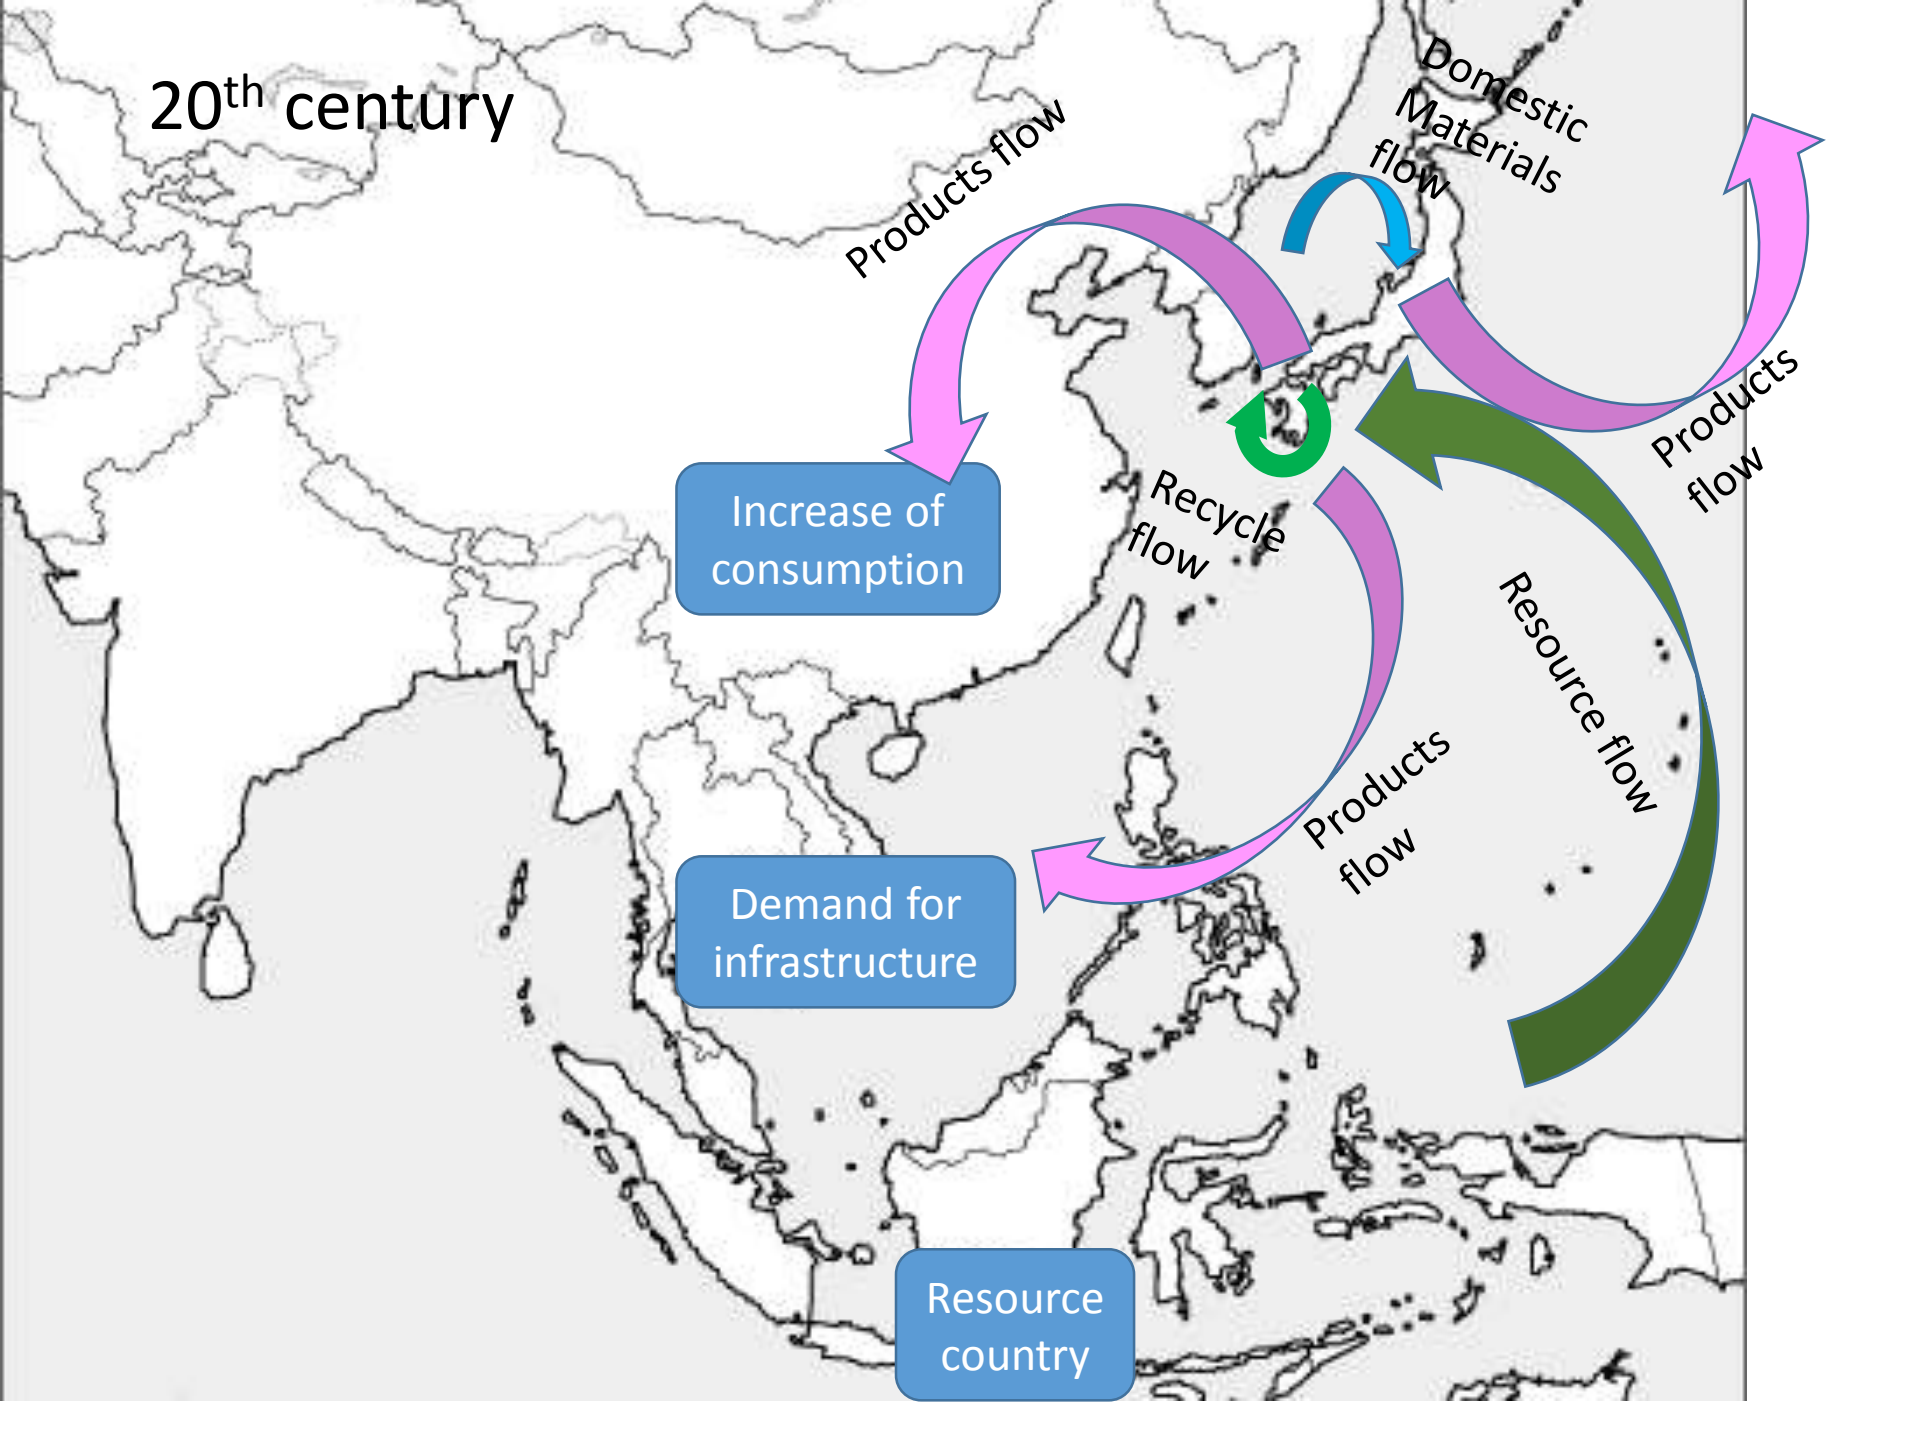 20th century
Products flow
Domestic
Materials
flow
Products
flow
Increase of
consumption
Recycle
flow
Resource flow
Products
flow
Demand for
infrastructure
Resource
country